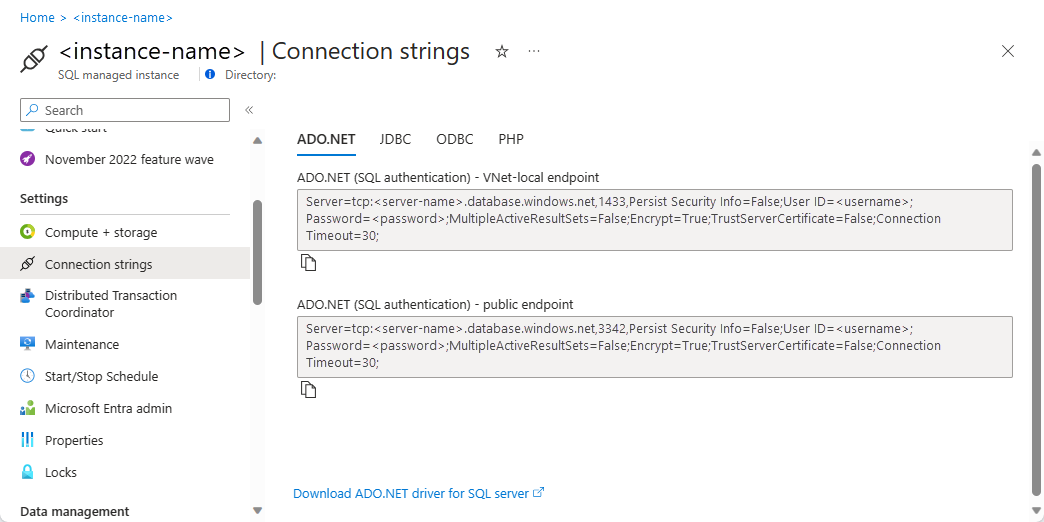 Home > <instance-name>
<instance-name> | Connection strings
SQL managed instance
Directory:
Search
Quick start
November 2022 feature wave
Settings
Compute + storage
Connection strings
Distributed Transaction
Coordinator
Maintenance
Start/Stop Schedule
Microsoft Entra admin
Properties
Locks
Data management
ADO.NET JDBC ODBC PHP
ADO.NET (SQL authentication) - VNet-local endpoint
Server=tcp:<server-name>.database.windows.net,1433,Persist Security Info=False;User ID=<username>;
Password=<password>;MultipleActiveResultSets=False;Encrypt=True;TrustServerCertificate=False;Connection
Timeout=30;
ADO.NET (SQL authentication) - public endpoint
Server=tcp:<server-name>.database.windows.net,3342,Persist Security Info=False;User ID=<username>;
Password=<password>;MultipleActiveResultSets=False;Encrypt=True;TrustServerCertificate=False;Connection
Timeout=30;
Download ADO.NET driver for SQL server